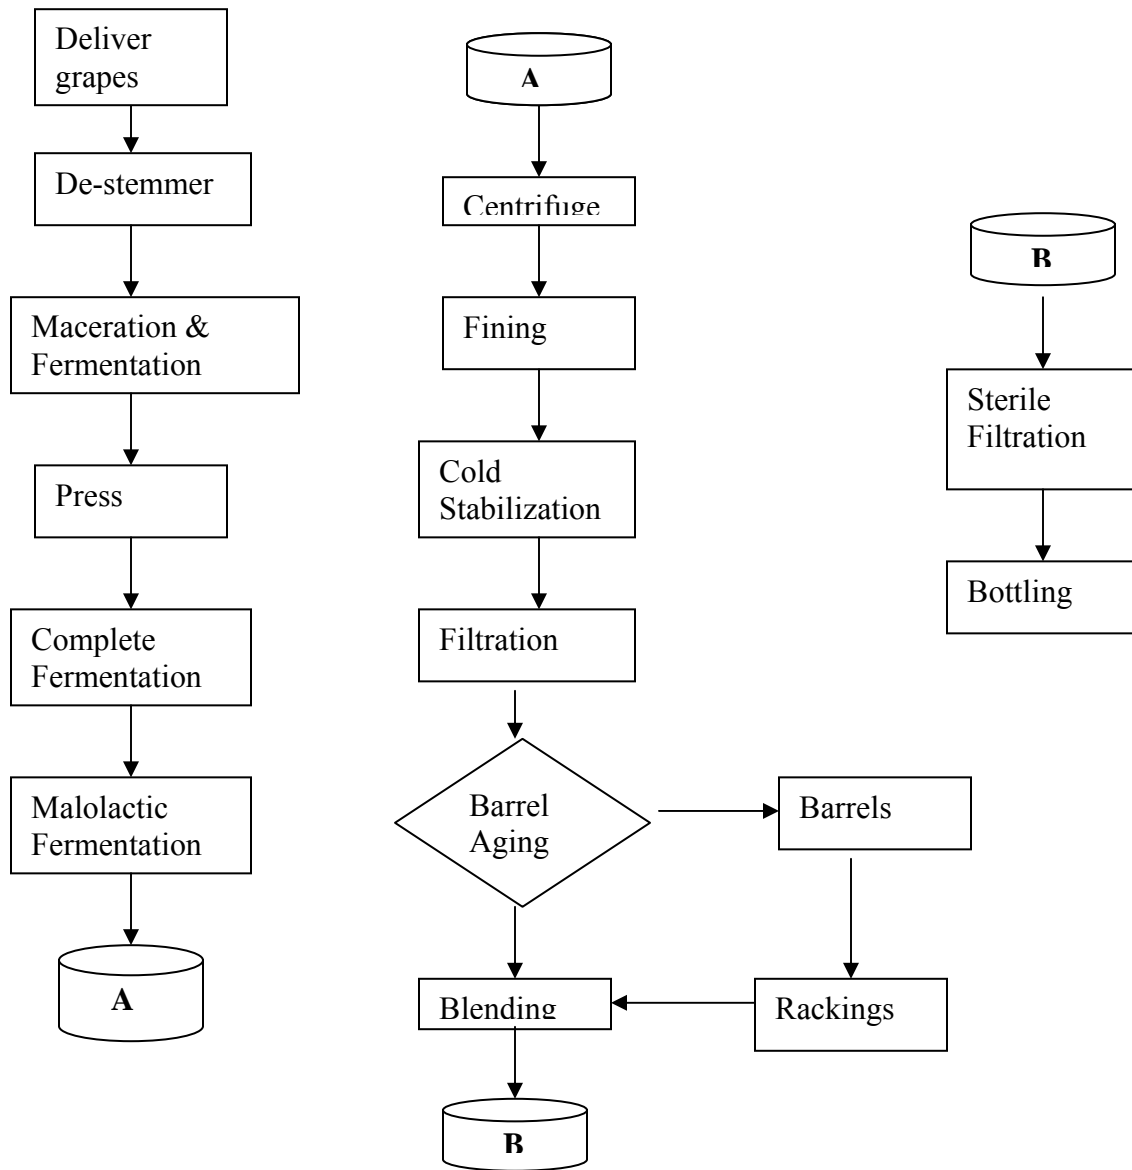 Deliver
grapes
De-stemmer
Maceration &
Fermentation
Press
Complete
Fermentation
Malolactic
Fermentation
A
A
Centrifuge
Fining
Cold
Stabilization
Filtration
Barrel
Aging
Barrels
Blending
Rackings
B
B
Sterile
Filtration
Bottling